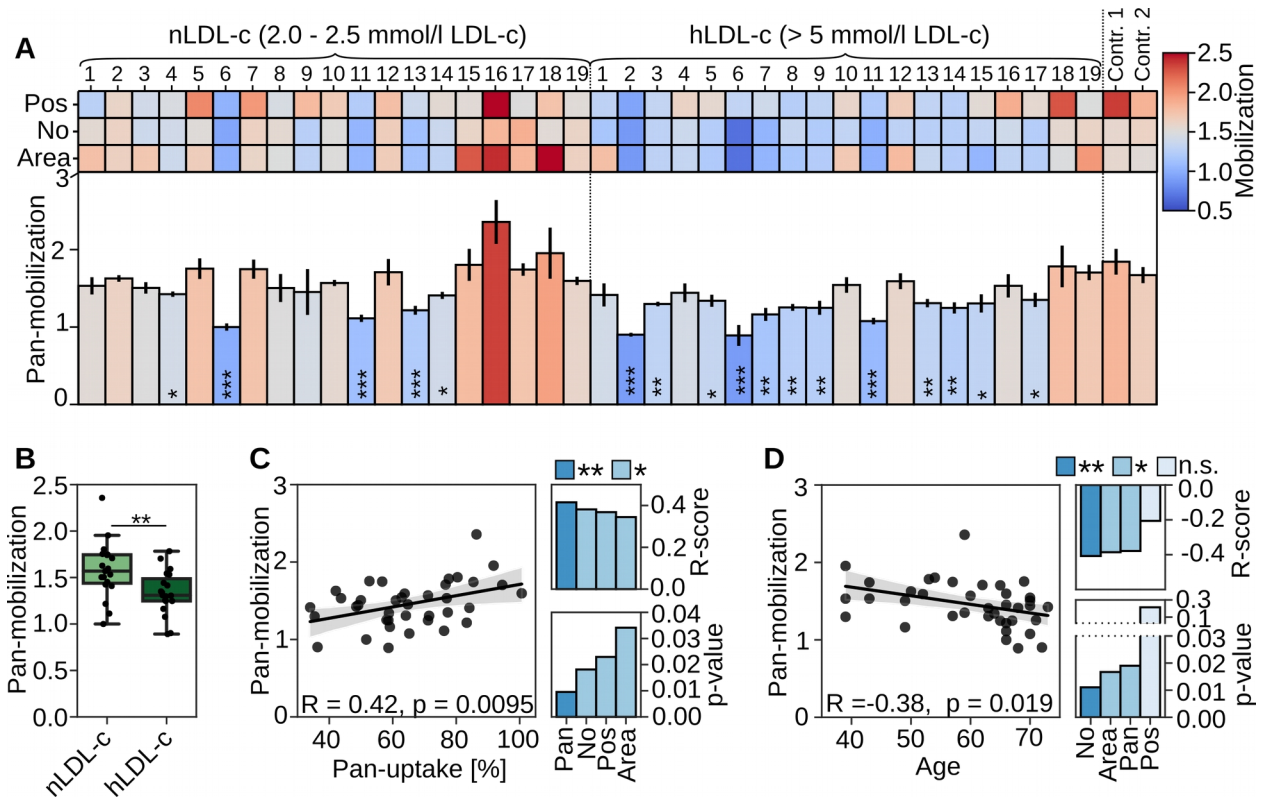 A
nLDL-c (2.0 - 2.5 mmol/l LDL-c)
hLDL-c (> 5 mmol/l LDL-c)
Contr. 1
Contr. 2
1 2 3 4 5 6 7 8 9 10 11 12 13 14 15 16 17 18 19 1 2 3 4 5 6 7 8 9 10 11 12 13 14 15 16 17 18 19
Pos
No
Area
2.5
2.0
1.5
1.0
0.5
Mobilization
3
2
1
0
Pan-mobilization
* *** *** *** * *** ** * *** ** ** ** *** ** ** * *
B
2.5
2.0
1.5
1.0
0.5
0.0
Pan-mobilization
**
nLDL-c
hLDL-c
C
3
2
1
0
Pan-mobilization
R = 0.42, p = 0.0095
40 60 80 100
Pan-uptake [%]
** *
0.4
0.2
0.0
R-score
0.04
0.03
0.02
0.01
0.00
p-value
Pan
No
Pos
Area
D
3
2
1
0
Pan-mobilization
R =-0.38, p = 0.019
40 50 60 70
Age
** * n.s.
0.0
-0.2
-0.4
R-score
0.3
0.1
0.03
0.02
0.01
0.00
p-value
No
Area
Pan
Pos